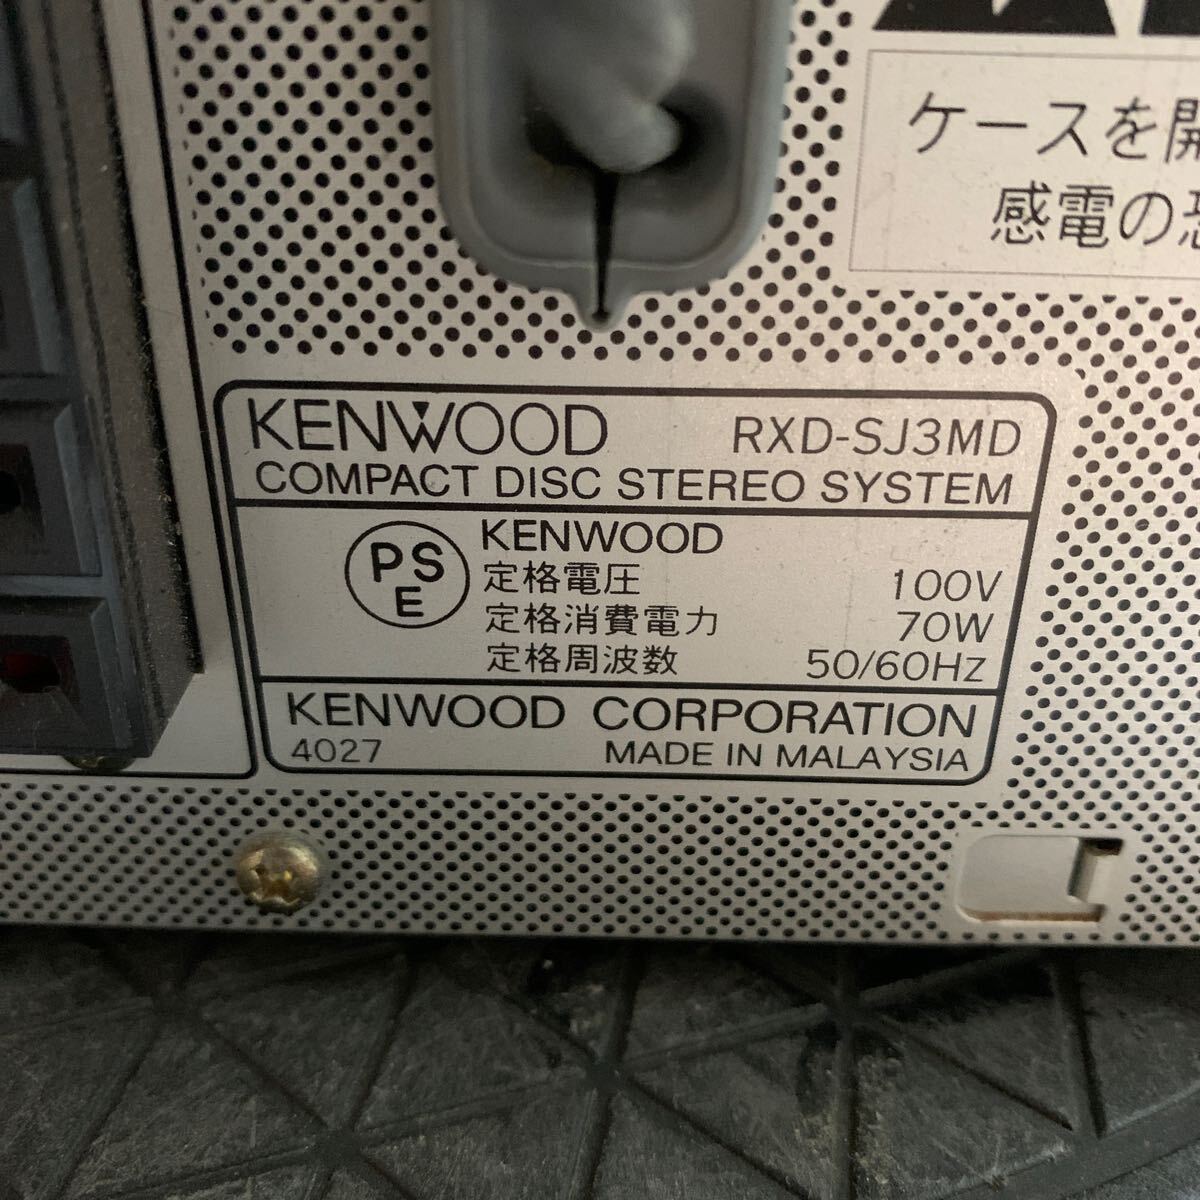 ケースを開
感電の恐
KENWOOD RXD-SJ3MD
COMPACT DISC STEREO SYSTEM
PSE KENWOOD
定格電圧 100V
定格消費電力 70W
定格周波数 50/60Hz
KENWOOD CORPORATION
4027 MADE IN MALAYSIA